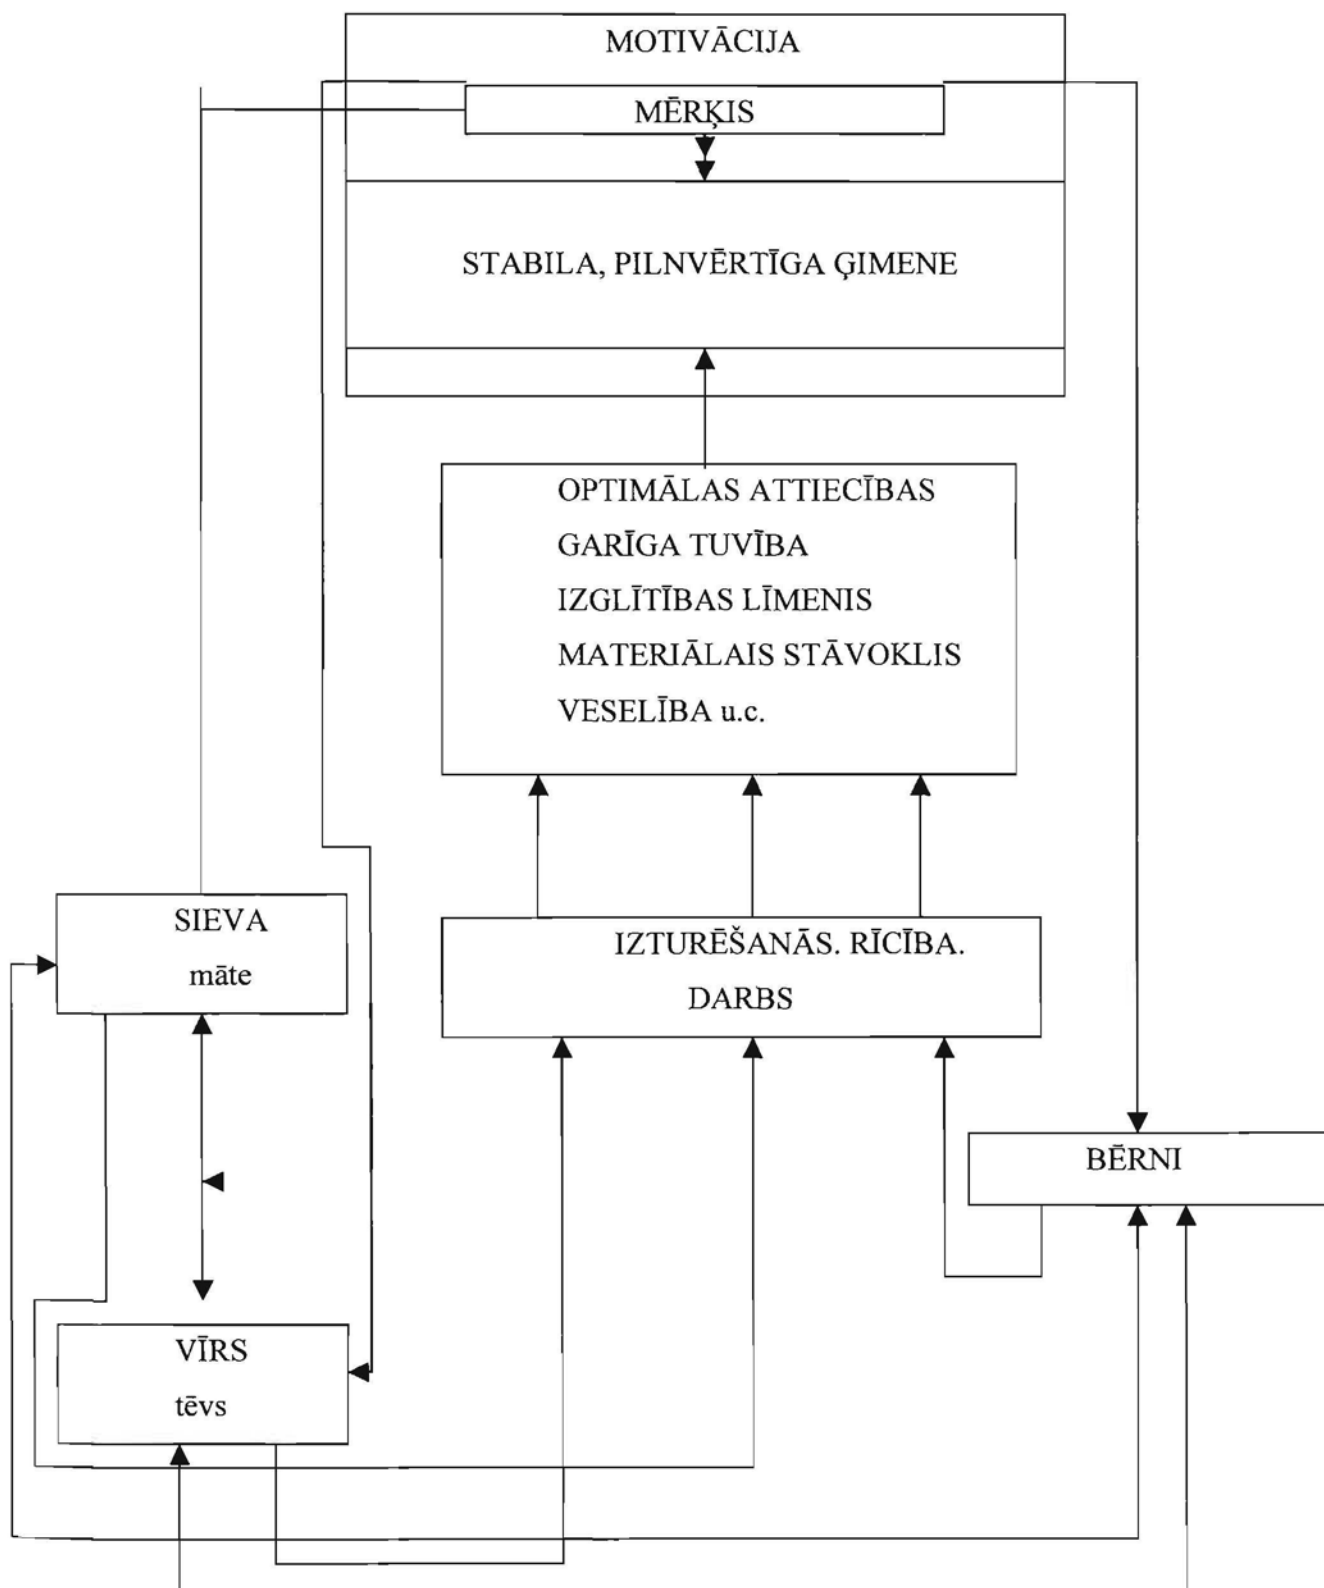 MOTIVĀCIJA
MĒRĶIS
STABILA, PILNVĒRTĪGA ĢIMENE
OPTIMĀLAS ATTIECĪBAS
GARĪGA TUVĪBA
IZGLĪTĪBAS LĪMENIS
MATERIĀLAIS STĀVOKLIS
VESELĪBA u.c.
SIEVA
māte
IZTURĒŠANĀS. RĪCĪBA.
DARBS
BĒRNI
VĪRS
tēvs